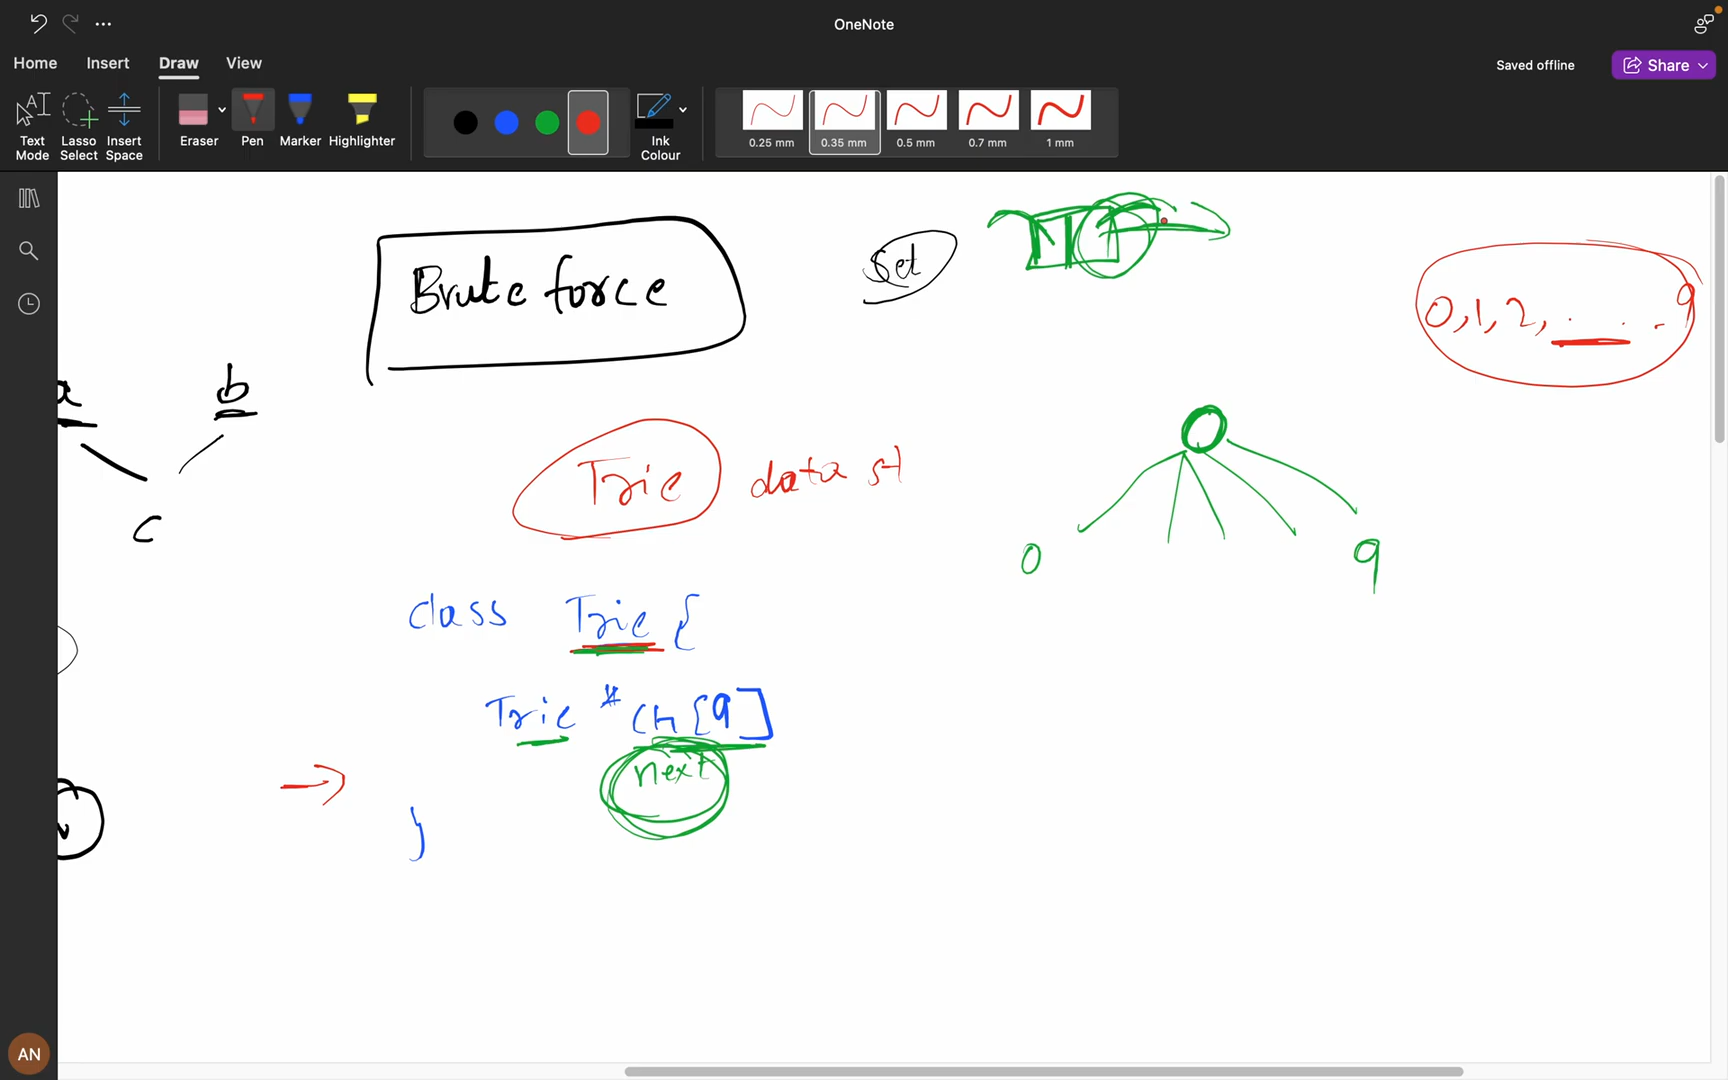 OneNote
Home Insert Draw View
Saved offline
Share
Text Mode
Lasso Select
Insert Space
Eraser
Pen
Marker
Highlighter
Ink Colour
0.25 mm
0.35 mm
0.5 mm
0.7 mm
1 mm
Brute force
Set
0,1,2, . . . 9
a
b
c
Trie data st
0
9
class Trie {
Trie * ch[9]
next
}
AN